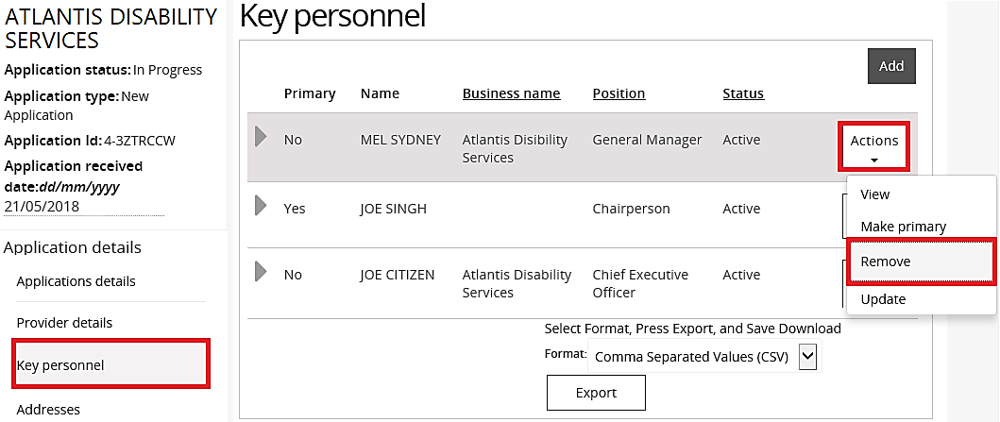 ATLANTIS DISABILITY
SERVICES
Application status: In Progress
Application type: New
Application
Application Id: 4-3ZTRCCW
Application received
date:dd/mm/yyyy
21/05/2018
Application details
Applications details
Provider details
Key personnel
Addresses
Key personnel
Add
Primary Name Business name Position Status
No MEL SYDNEY Atlantis Disibility General Manager Active Actions
Services
View
Yes JOE SINGH Chairperson Active
Make primary
Remove
No JOE CITIZEN Atlantis Disability Chief Executive Active
Services Officer
Update
Select Format, Press Export, and Save Download
Format: Comma Separated Values (CSV)
Export